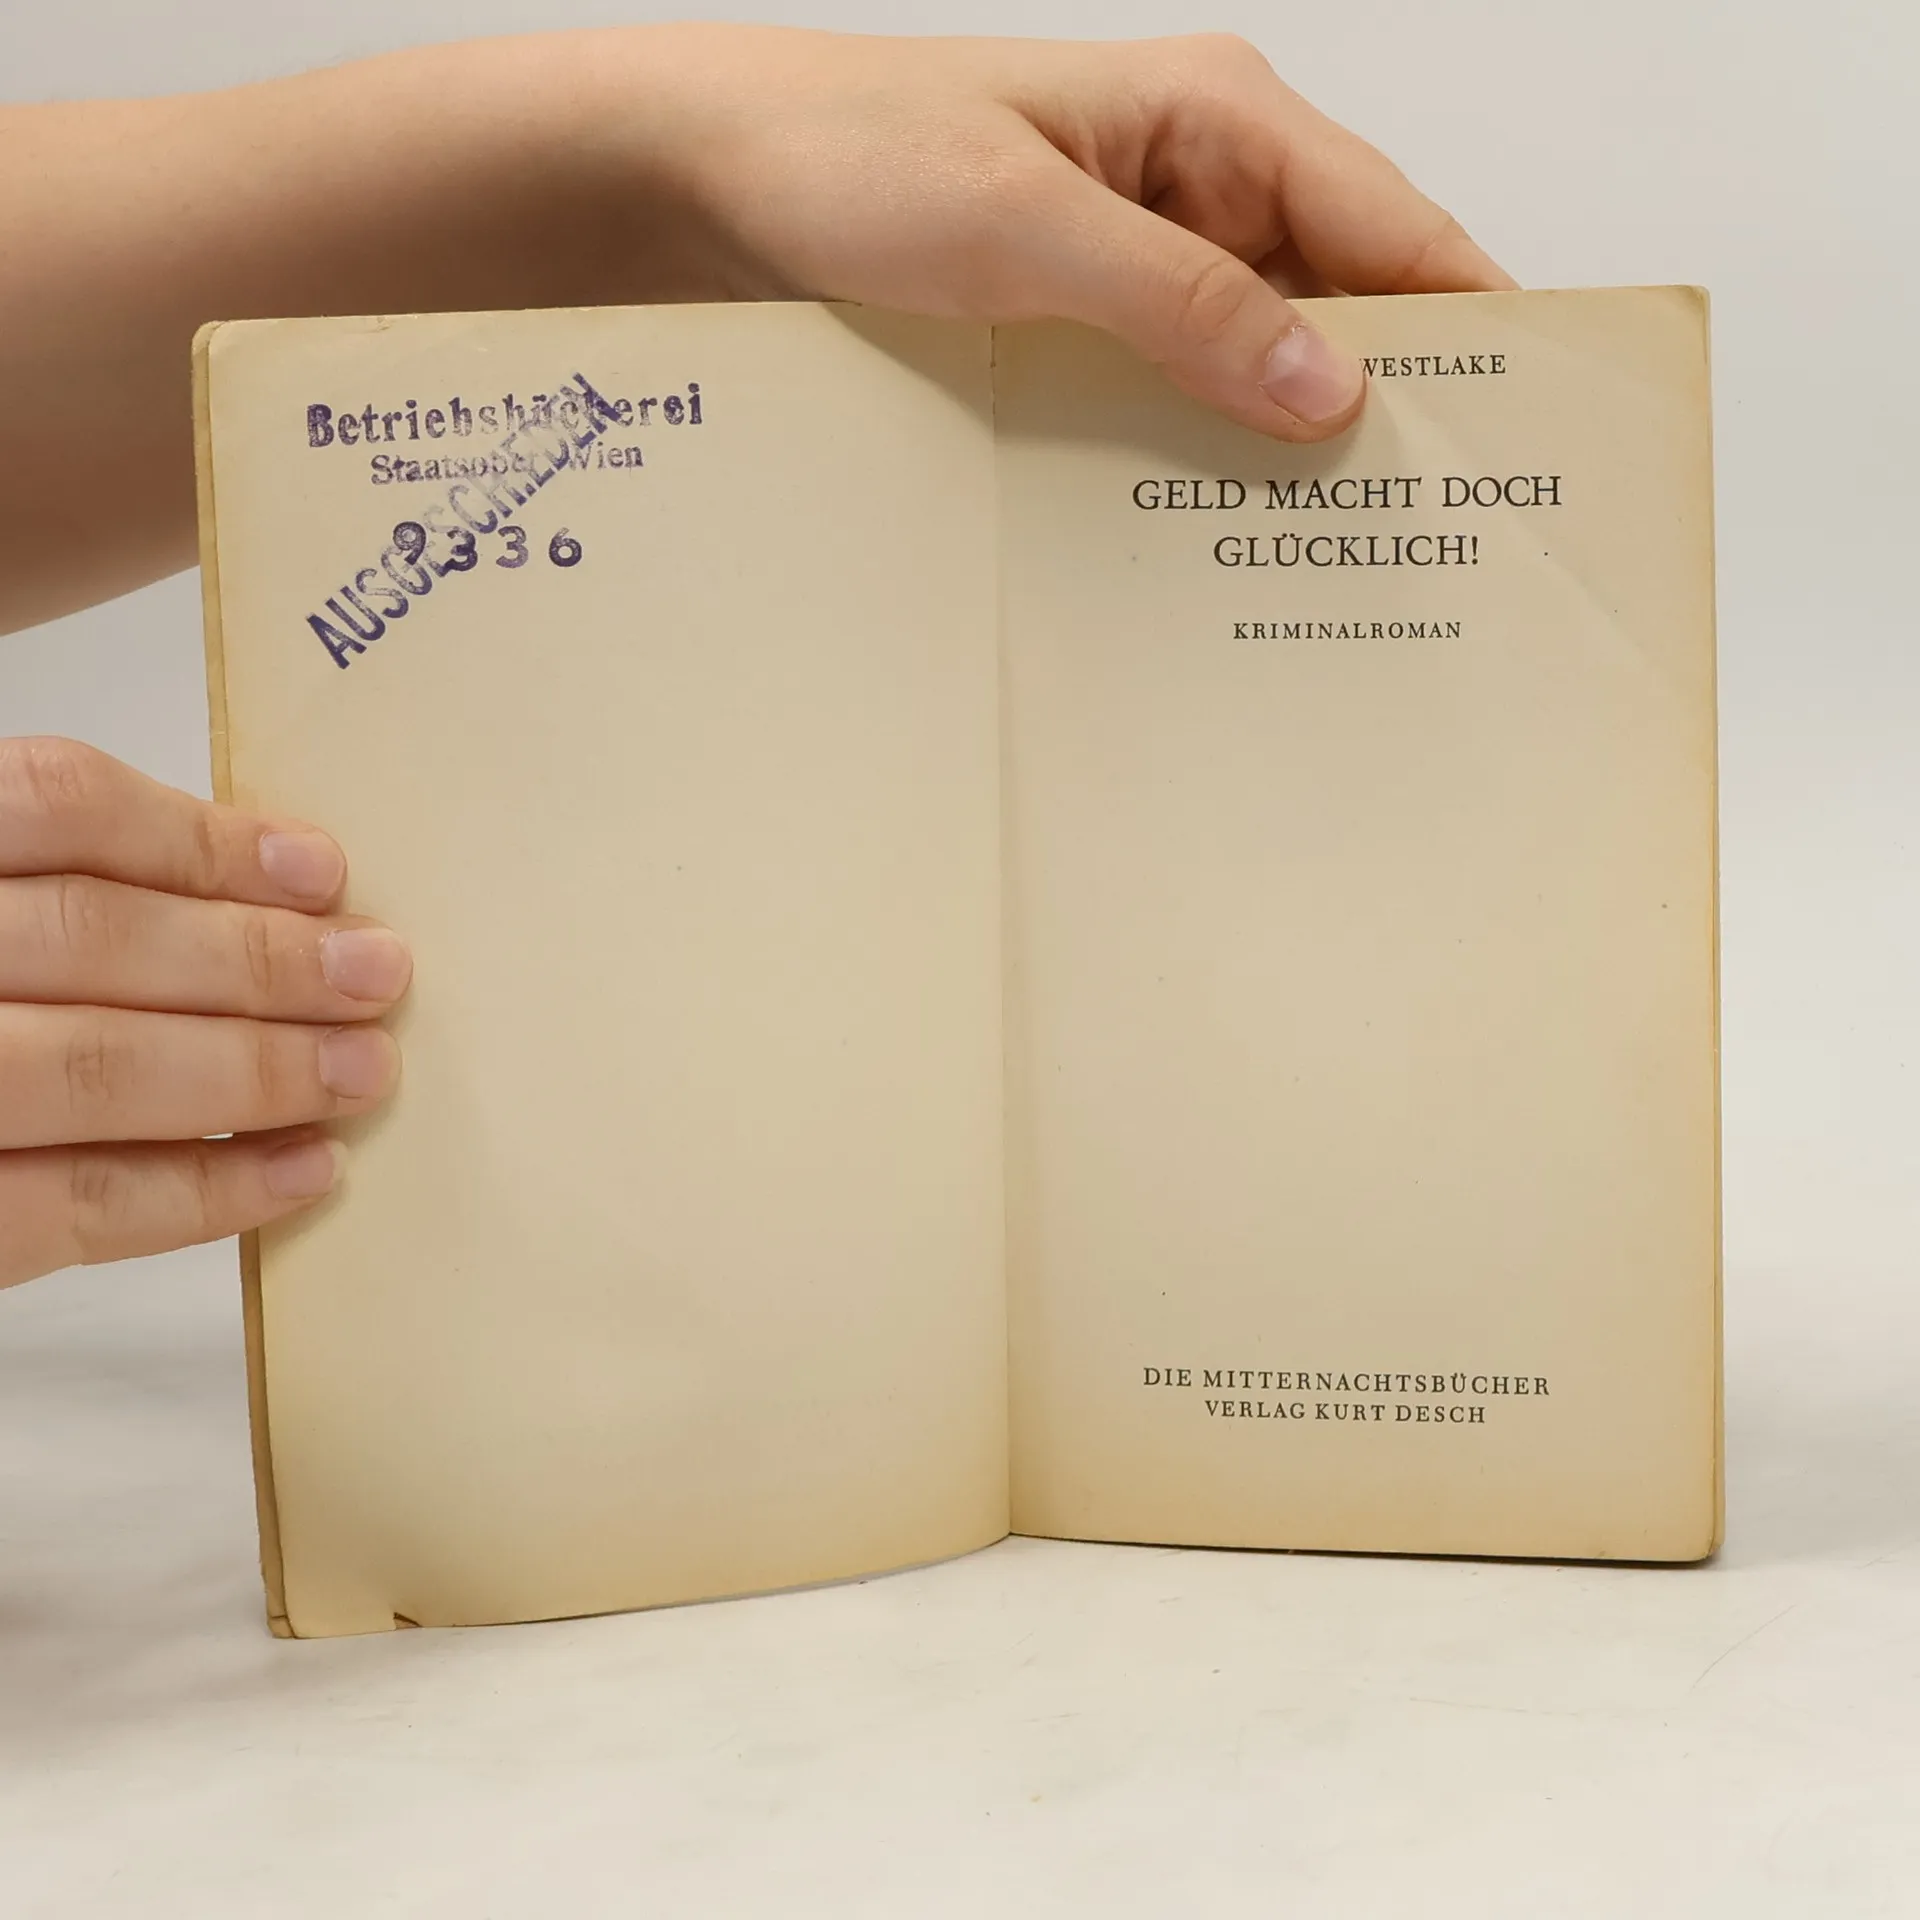 Betriebsbücherei
Staatsoper Wien
9336
AUSGESCHIEDEN
WESTLAKE
GELD MACHT DOCH
GLÜCKLICH!
KRIMINALROMAN
DIE MITTERNACHTSBÜCHER
VERLAG KURT DESCH